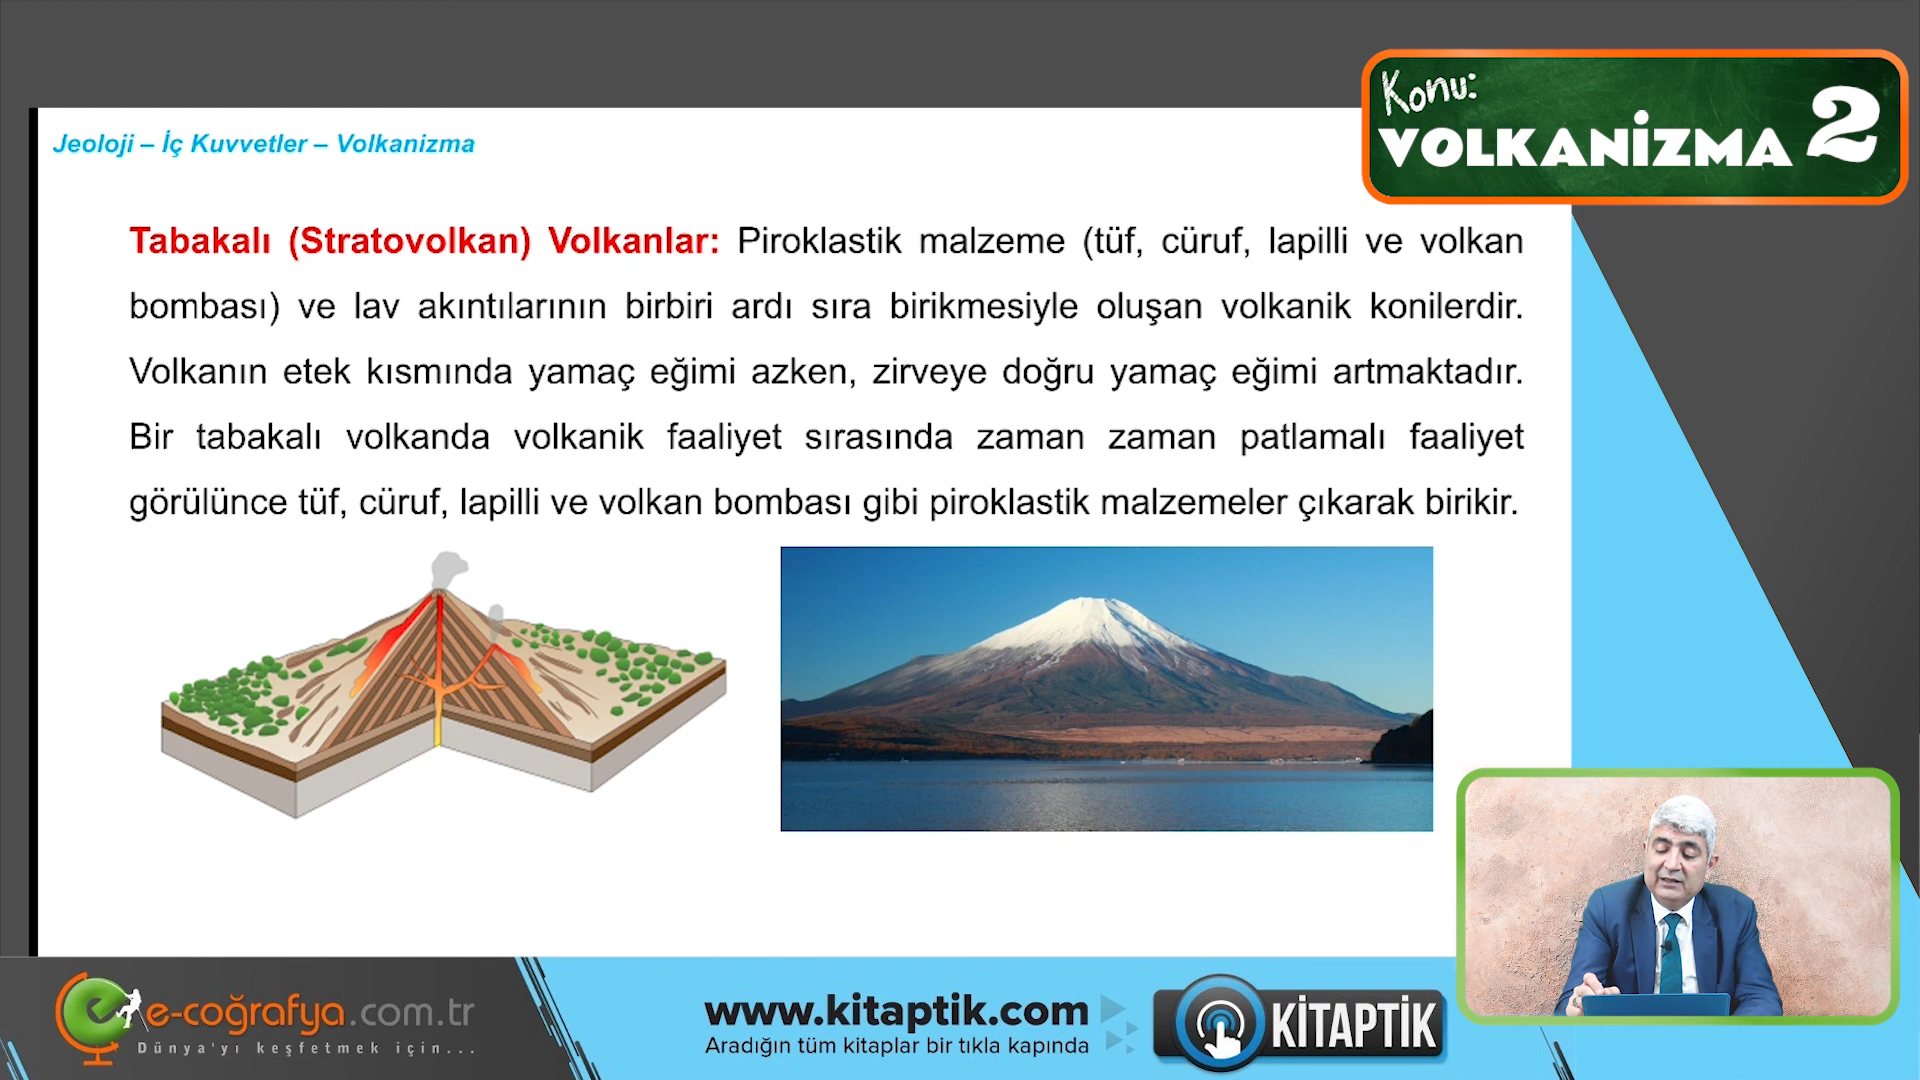 Konu:
VOLKANİZMA 2
Jeoloji – İç Kuvvetler – Volkanizma
Tabakalı (Stratovolkan) Volkanlar: Piroklastik malzeme (tüf, cüruf, lapilli ve volkan
bombası) ve lav akıntılarının birbiri ardı sıra birikmesiyle oluşan volkanik konilerdir.
Volkanın etek kısmında yamaç eğimi azken, zirveye doğru yamaç eğimi artmaktadır.
Bir tabakalı volkanda volkanik faaliyet sırasında zaman zaman patlamalı faaliyet
görülünce tüf, cüruf, lapilli ve volkan bombası gibi piroklastik malzemeler çıkarak birikir.
e-coğrafya.com.tr
Dünya'yı keşfetmek için...
www.kitaptik.com
Aradığın tüm kitaplar bir tıkla kapında
KİTAPTİK